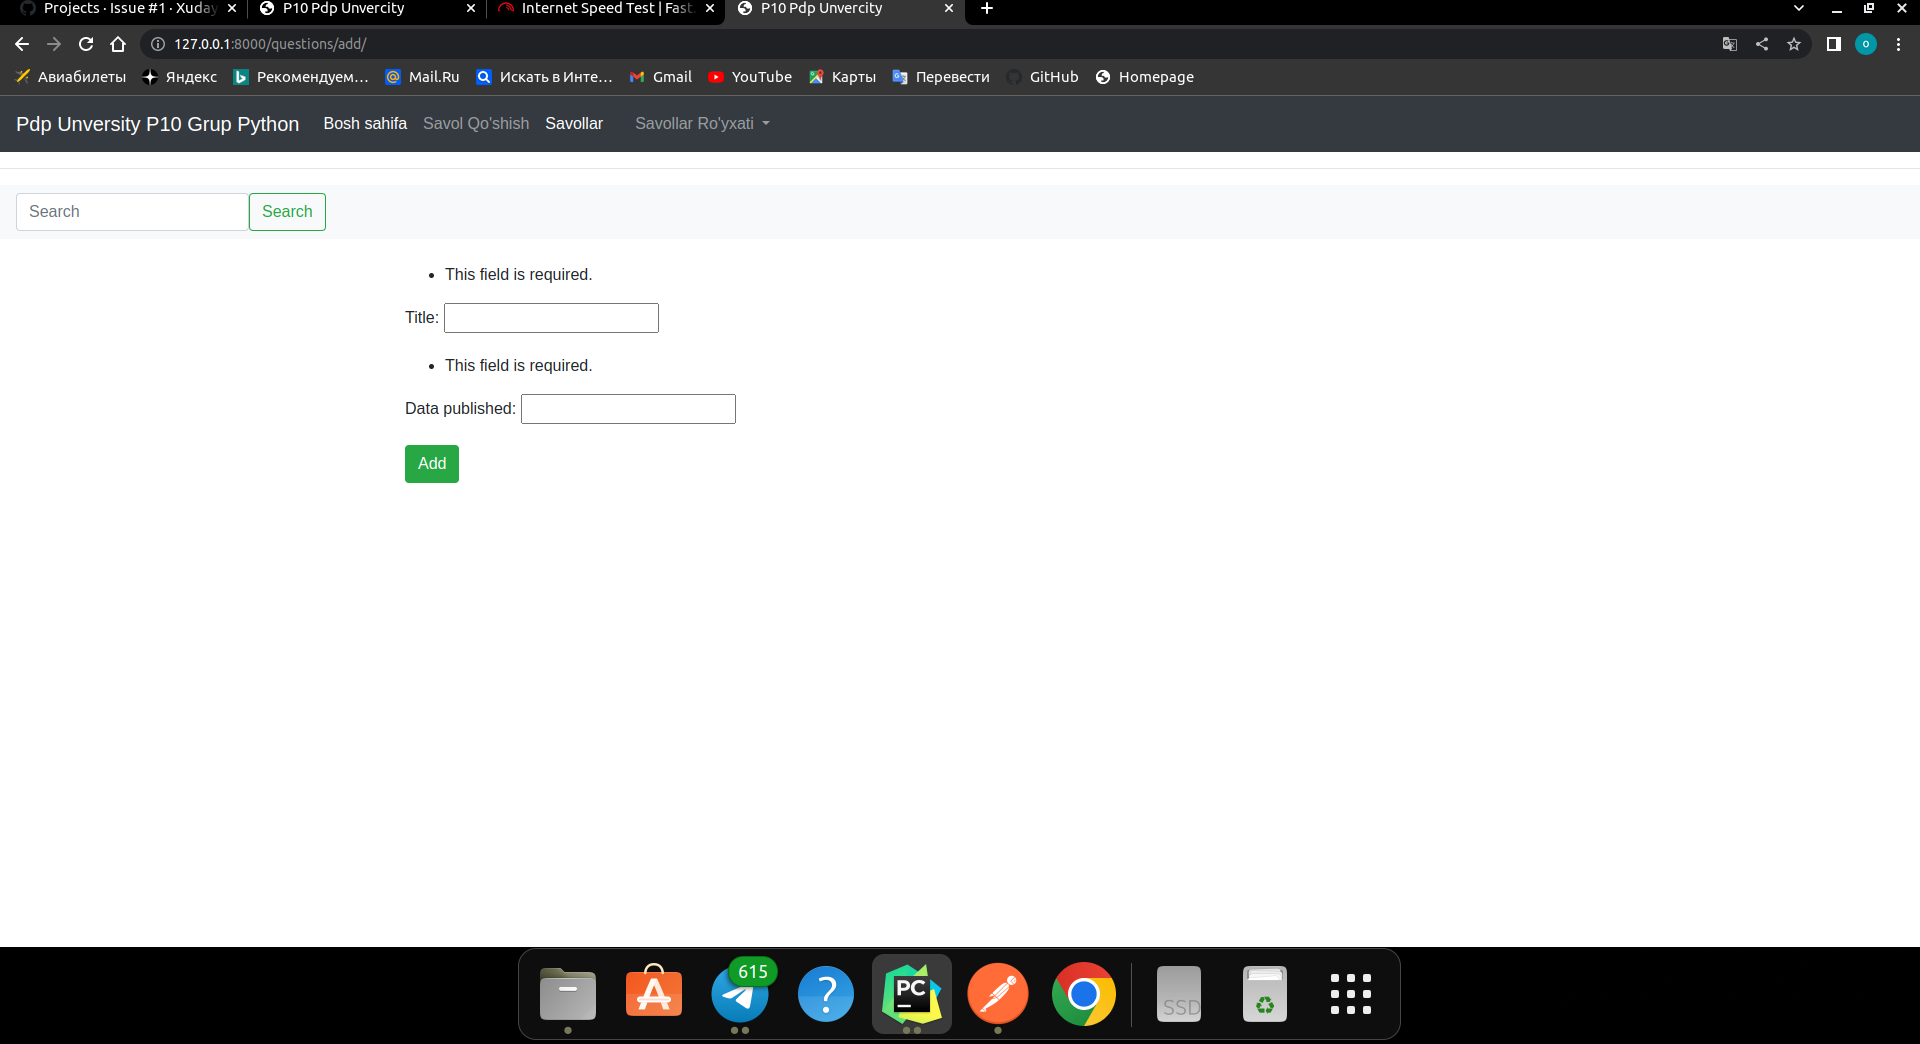 Projects · Issue #1 · Xuday
P10 Pdp Unvercity
Internet Speed Test | Fast.
P10 Pdp Unvercity
127.0.0.1:8000/questions/add/
o
Авиабилеты
Яндекс
Рекомендуем...
Mail.Ru
Искать в Инте...
Gmail
YouTube
Карты
Перевести
GitHub
Homepage
Pdp Unversity P10 Grup Python
Bosh sahifa
Savol Qo'shish
Savollar
Savollar Ro'yxati
Search
Search
• This field is required.
Title:
• This field is required.
Data published:
Add
615
?
PC
SSD